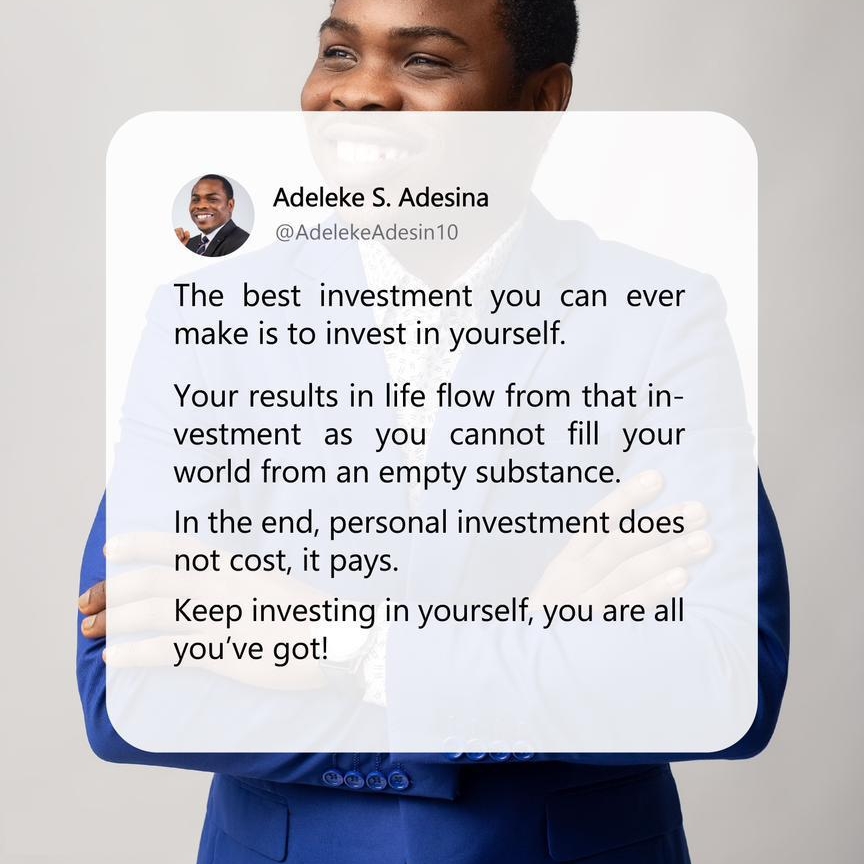 Adeleke S. Adesina
@AdelekeAdesin10
The best investment you can ever
make is to invest in yourself.
Your results in life flow from that in-
vestment as you cannot fill your
world from an empty substance.
In the end, personal investment does
not cost, it pays.
Keep investing in yourself, you are all
you’ve got!